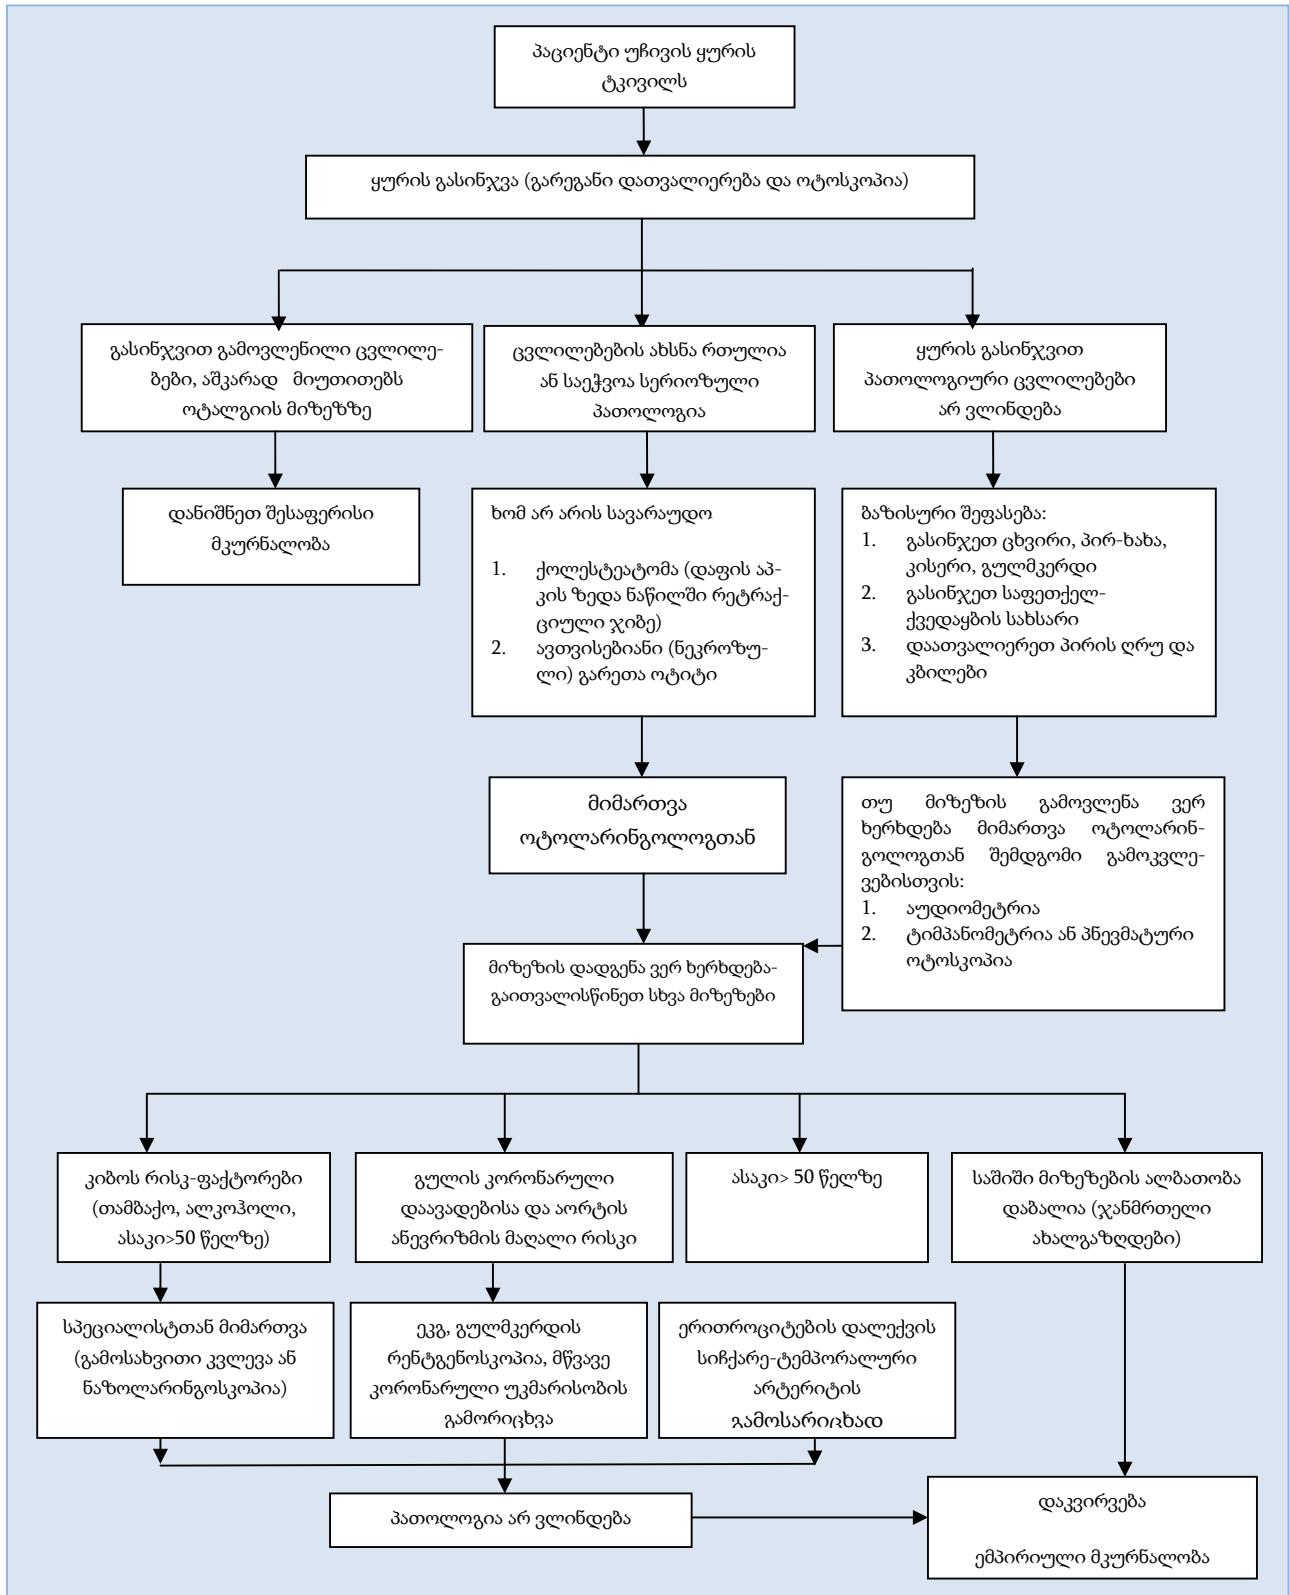 პაციენტი უჩივის ყურის
ტკივილს
ყურის გასინჯვა (გარეგანი დათვალიერება და ოტოსკოპია)
გასინჯვით გამოვლენილი ცვლილე-
ბები, აშკარად მიუთითებს
ოტალგიის მიზეზზე
ცვლილებების ახსნა რთულია
ან საეჭვოა სერიოზული
პათოლოგია
ყურის გასინჯვით
პათოლოგიური ცვლილებები
არ ვლინდება
დანიშნეთ შესაფერისი
მკურნალობა
ხომ არ არის სავარაუდო
1. ქოლესტეატომა (დაფის აპ-
კის ზედა ნაწილში რეტრაქ-
ციული ჯიბე)
2. ავთვისებიანი (ნეკროზუ-
ლი) გარეთა ოტიტი
ბაზისური შეფასება:
1. გასინჯეთ ცხვირი, პირ-ხახა,
კისერი, გულმკერდი
2. გასინჯეთ საფეთქელ-
ქვედაყბის სახსარი
3. დაათვალიერეთ პირის ღრუ და
კბილები
მიმართვა
ოტოლარინგოლოგთან
თუ მიზეზის გამოვლენა ვერ
ხერხდება მიმართვა ოტოლარინ-
გოლოგთან შემდგომი გამოკვლე-
ვებისთვის:
1. აუდიომეტრია
2. ტიმპანომეტრია ან პნევმატური
ოტოსკოპია
მიზეზის დადგენა ვერ ხერხდება-
გაითვალისწინეთ სხვა მიზეზები
კიბოს რისკ-ფაქტორები
(თამბაქო, ალკოჰოლი,
ასაკი>50 წელზე)
გულის კორონარული
დაავადებისა და აორტის
ანევრიზმის მაღალი რისკი
ასაკი> 50 წელზე
საშიში მიზეზების ალბათობა
დაბალია (ჯანმრთელი
ახალგაზღდები)
სპეციალისტთან მიმართვა
(გამოსახვითი კვლევა ან
ნაზოლარინგოსკოპია)
ეკგ, გულმკერდის
რენტგენოსკოპია, მწვავე
კორონარული უკმარისობის
გამორიცხვა
ერითროციტების დალექვის
სიჩქარე-ტემპორალური
არტერიტის
გამოსარიცხად
პათოლოგია არ ვლინდება
დაკვირვება
ემპირიული მკურნალობა